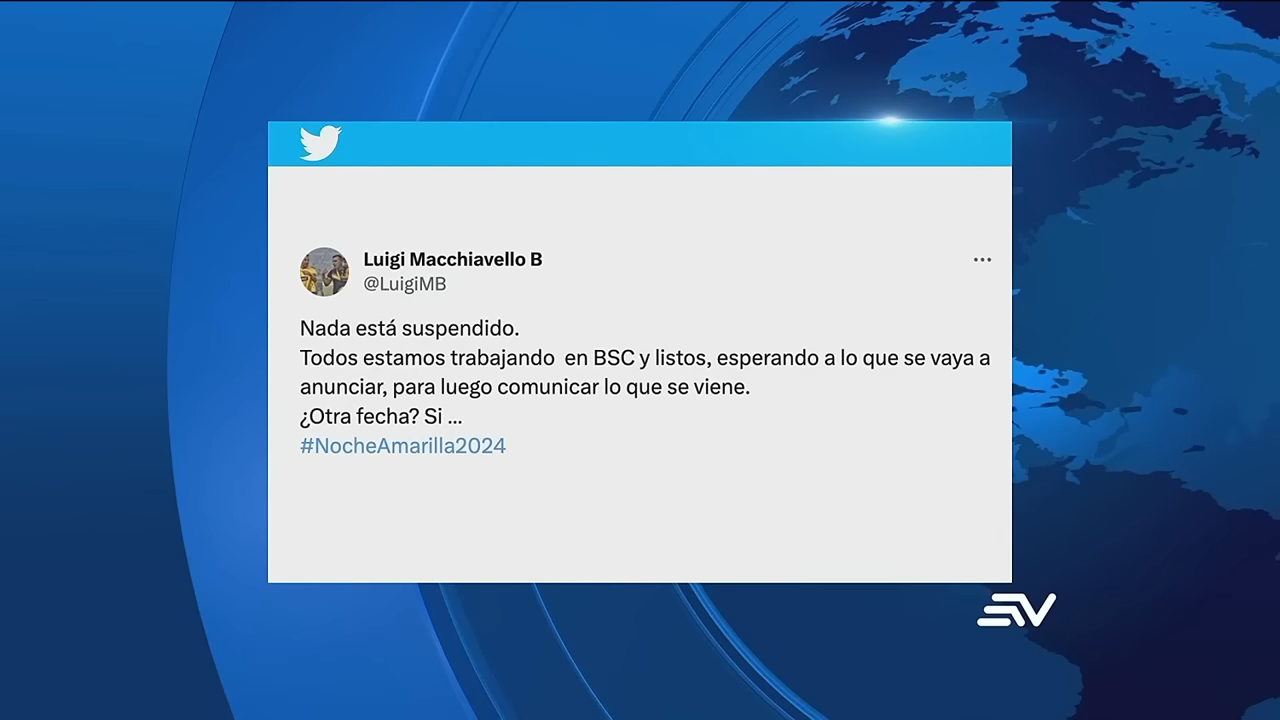 Luigi Macchiavello B
@LuigiMB
Nada está suspendido.
Todos estamos trabajando  en BSC y listos, esperando a lo que se vaya a
anunciar, para luego comunicar lo que se viene.
¿Otra fecha? Si ...
#NocheAmarilla2024
EV